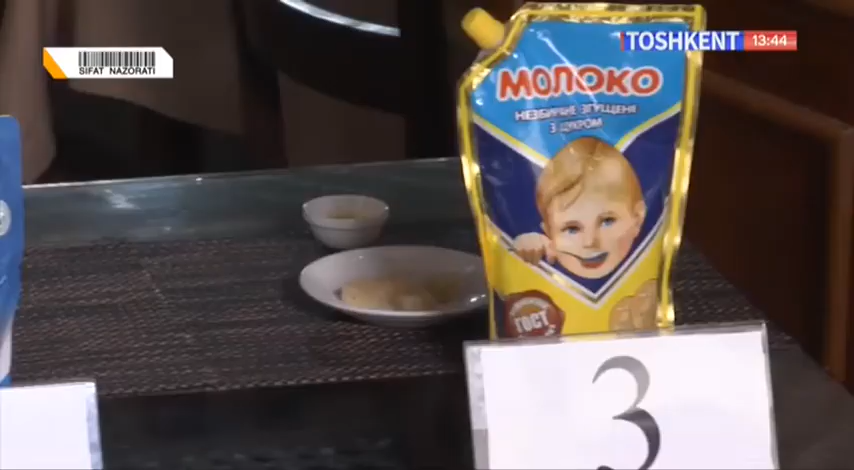 TOSHKENT 13:44
SIFAT NAZORATI
МОЛОКО
НЕЗБИРАНЕ ЗГУЩЕНЕ
З ЦУКРОМ
ГОСТ
3